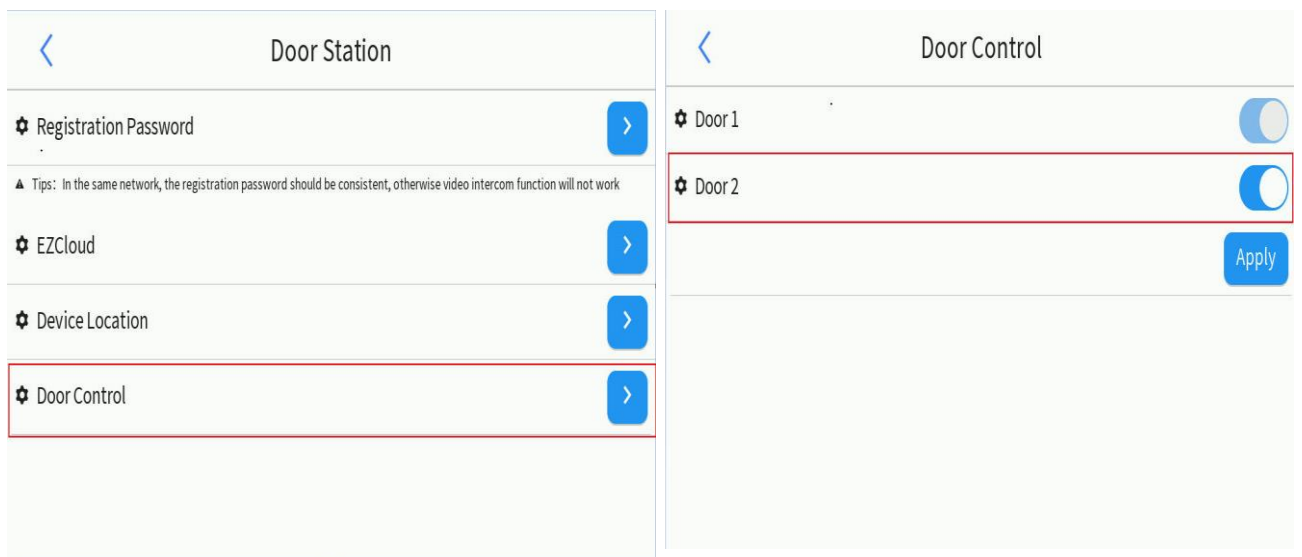 Door Station
Registration Password
Tips: In the same network, the registration password should be consistent, otherwise video intercom function will not work
EZCloud
Device Location
Door Control
Door Control
Door 1
Door 2
Apply